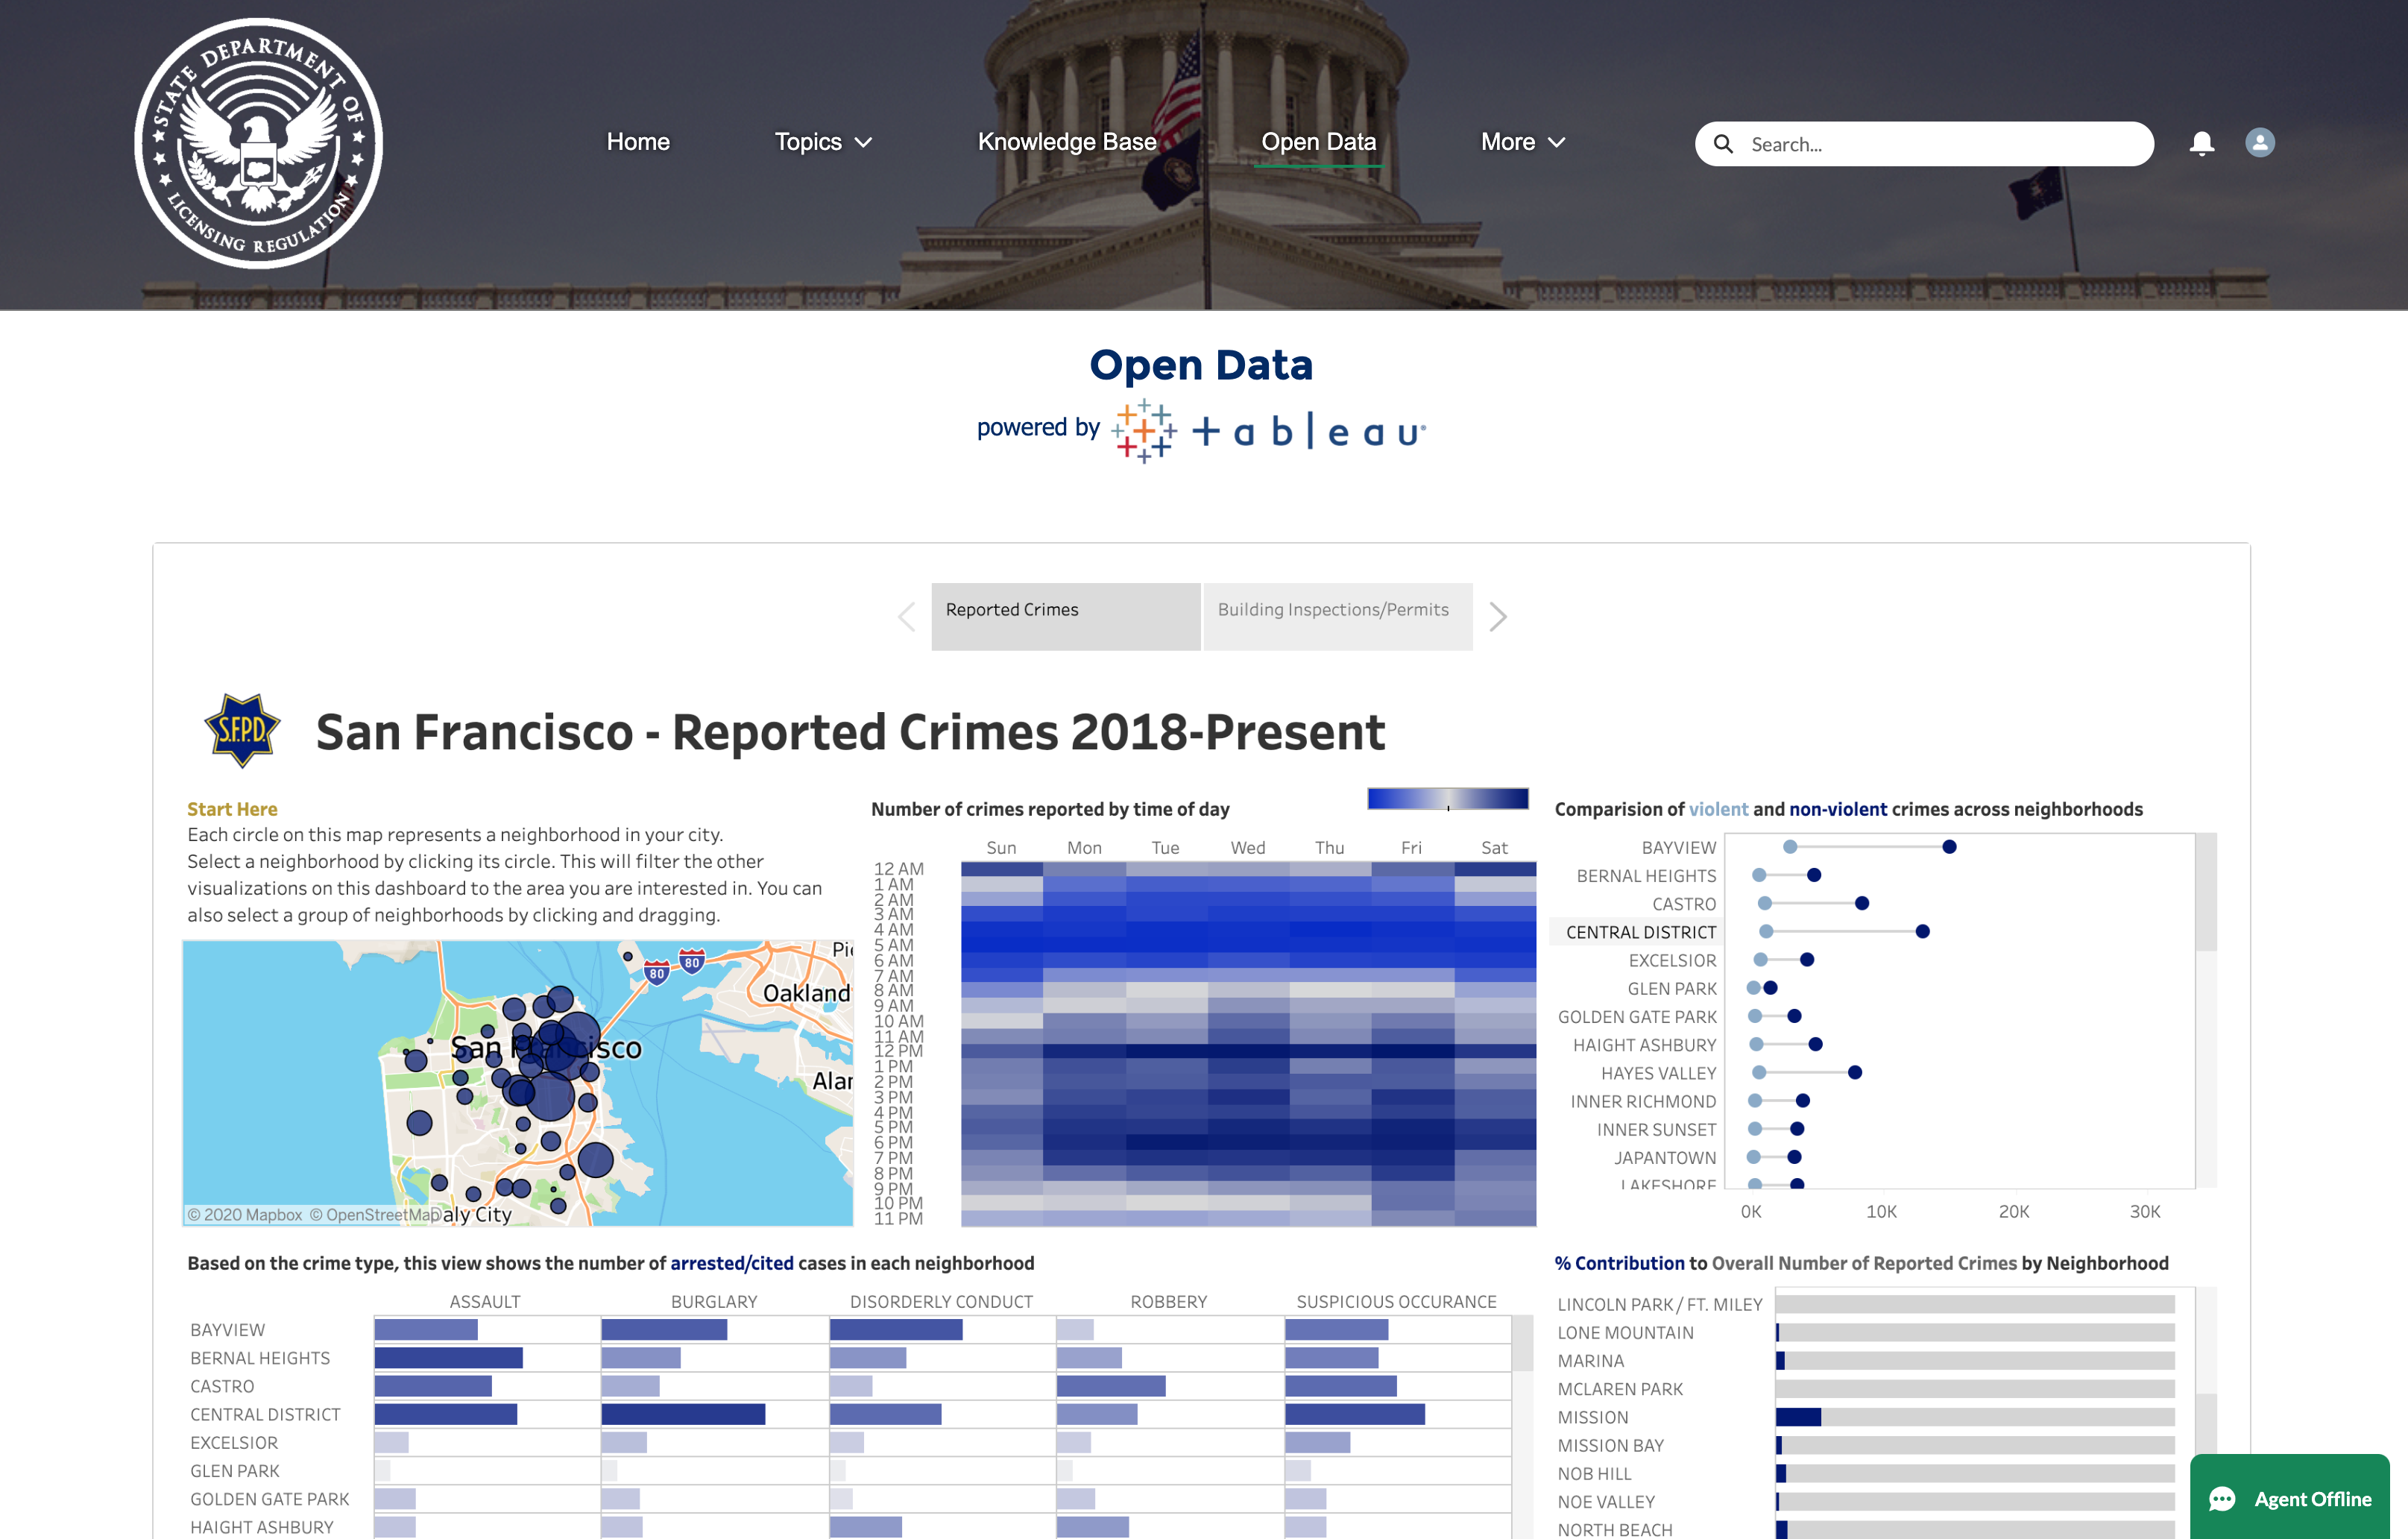 STATE DEPARTMENT OF
LICENSING REGULATION
Home
Topics
Knowledge Base
Open Data
More
Search...
Open Data
powered by
+ableau
Reported Crimes
Building Inspections/Permits
S.F.P.D.
San Francisco - Reported Crimes 2018-Present
Start Here
Each circle on this map represents a neighborhood in your city.
Select a neighborhood by clicking its circle. This will filter the other
visualizations on this dashboard to the area you are interested in. You can
also select a group of neighborhoods by clicking and dragging.
80
80
Pie
Oakland
San Francisco
Alar
Daly City
© 2020 Mapbox © OpenStreetMap
Number of crimes reported by time of day
Sun Mon Tue Wed Thu Fri Sat
12 AM
1 AM
2 AM
3 AM
4 AM
5 AM
6 AM
7 AM
8 AM
9 AM
10 AM
11 AM
12 PM
1 PM
2 PM
3 PM
4 PM
5 PM
6 PM
7 PM
8 PM
9 PM
10 PM
11 PM
Comparision of violent and non-violent crimes across neighborhoods
BAYVIEW
BERNAL HEIGHTS
CASTRO
CENTRAL DISTRICT
EXCELSIOR
GLEN PARK
GOLDEN GATE PARK
HAIGHT ASHBURY
HAYES VALLEY
INNER RICHMOND
INNER SUNSET
JAPANTOWN
LAKESHORE
0K 10K 20K 30K
Based on the crime type, this view shows the number of arrested/cited cases in each neighborhood
ASSAULT BURGLARY DISORDERLY CONDUCT ROBBERY SUSPICIOUS OCCURANCE
BAYVIEW
BERNAL HEIGHTS
CASTRO
CENTRAL DISTRICT
EXCELSIOR
GLEN PARK
GOLDEN GATE PARK
HAIGHT ASHBURY
% Contribution to Overall Number of Reported Crimes by Neighborhood
LINCOLN PARK / FT. MILEY
LONE MOUNTAIN
MARINA
MCLAREN PARK
MISSION
MISSION BAY
NOB HILL
NOE VALLEY
NORTH BEACH
Agent Offline